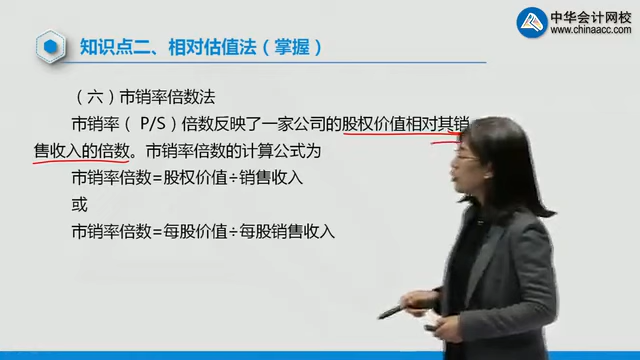 中华会计网校
www.chinaacc.com
知识点二、相对估值法（掌握）
（六）市销率倍数法
市销率（ P/S）倍数反映了一家公司的股权价值相对其销
售收入的倍数。市销率倍数的计算公式为
市销率倍数=股权价值÷销售收入
或
市销率倍数=每股价值÷每股销售收入